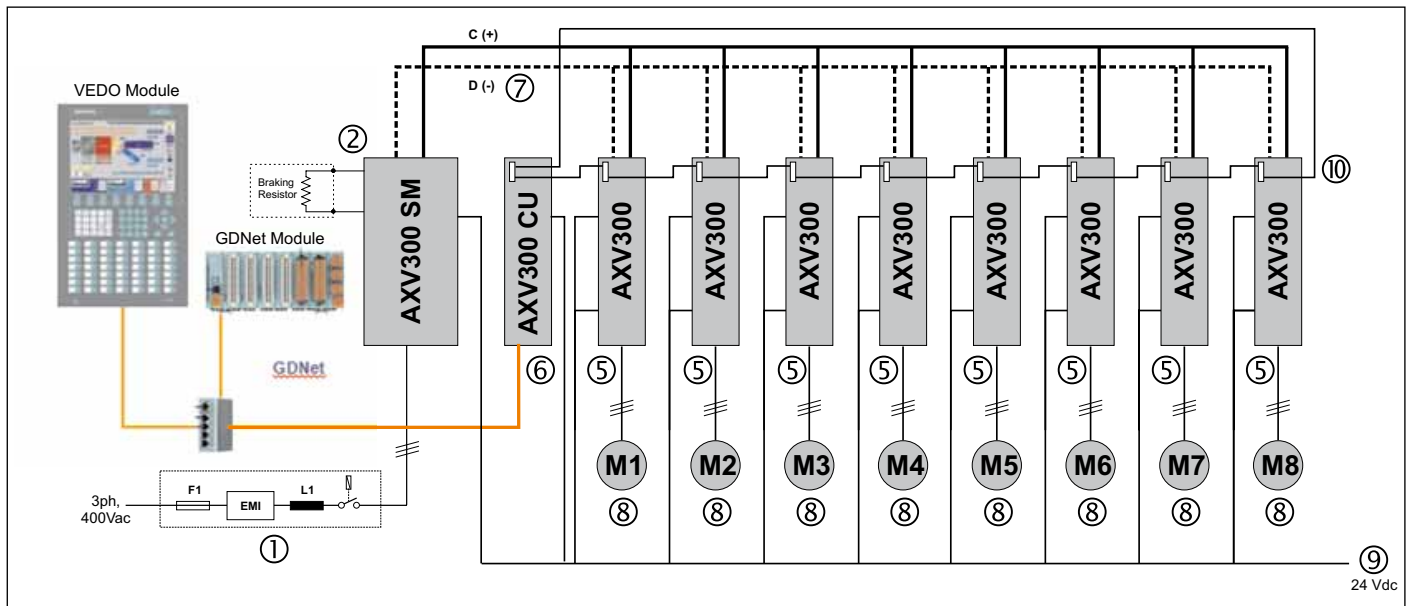 C (+)
D (-) ⑦
VEDO Module
②
Braking
Resistor
GDNet Module
GDNet
AXV300 SM
AXV300 CU
AXV300
AXV300
AXV300
AXV300
AXV300
AXV300
AXV300
AXV300
⑩
⑥
⑤
⑤
⑤
⑤
⑤
⑤
⑤
⑤
M1
M2
M3
M4
M5
M6
M7
M8
⑧
⑧
⑧
⑧
⑧
⑧
⑧
⑧
3ph,
400Vac
F1
EMI
L1
①
⑨
24 Vdc